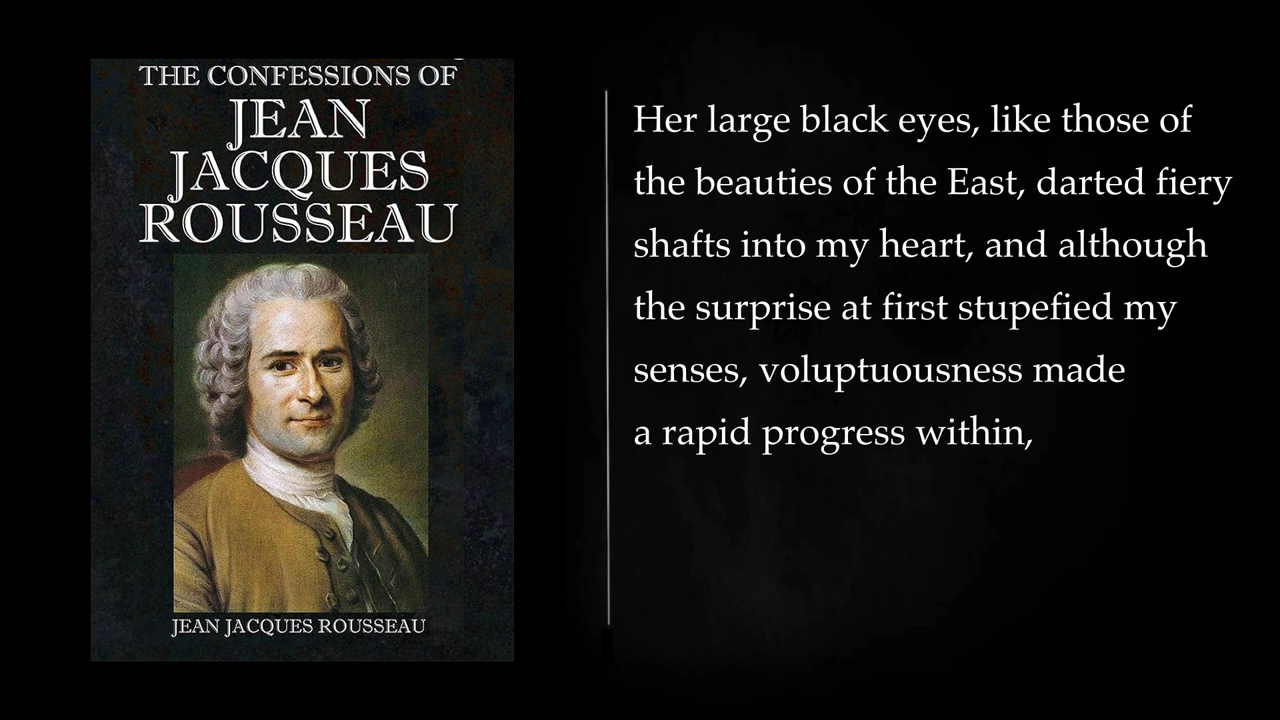 THE CONFESSIONS OF
JEAN
JACQUES
ROUSSEAU
JEAN JACQUES ROUSSEAU
Her large black eyes, like those of
the beauties of the East, darted fiery
shafts into my heart, and although
the surprise at first stupefied my
senses, voluptuousness made
a rapid progress within,